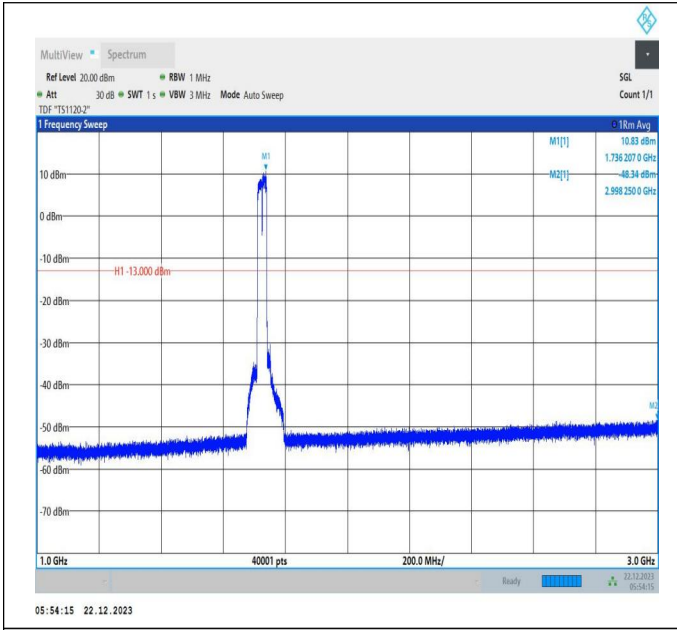 R&S
MultiView Spectrum
Ref Level 20.00 dBm RBW 1 MHz SGL
Att 30 dB SWT 1 s VBW 3 MHz Mode Auto Sweep Count 1/1
TDF "TS1120-2"
1 Frequency Sweep 1Rm Avg
M1[1] 10.83 dBm
1.736 207 0 GHz
M2[1] -48.34 dBm
2.998 250 0 GHz
M1
10 dBm
0 dBm
-10 dBm
H1 -13.000 dBm
-20 dBm
-30 dBm
-40 dBm
M2
-50 dBm
-60 dBm
-70 dBm
1.0 GHz 40001 pts 200.0 MHz/ 3.0 GHz
Ready 22.12.2023
05:54:15
05:54:15 22.12.2023